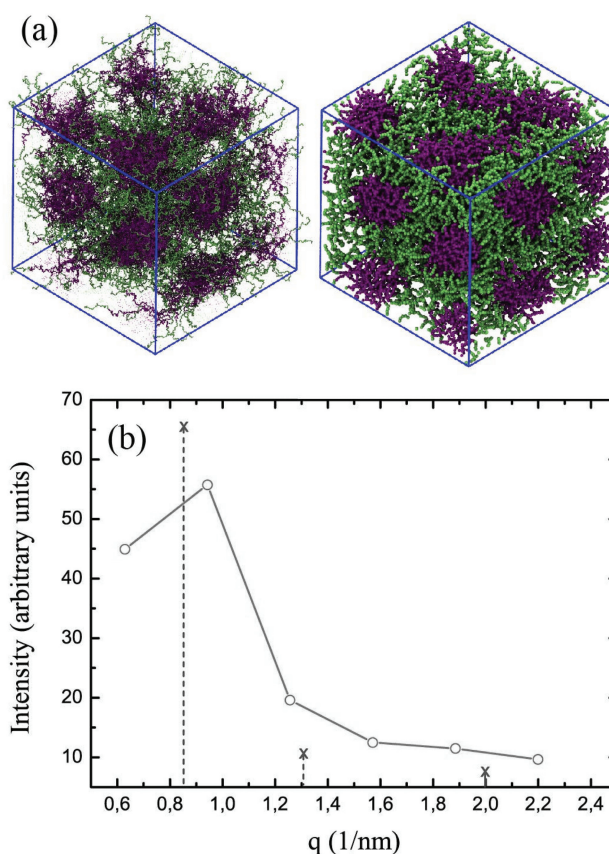 (a)
(b)
70
60
50
40
30
20
10
Intensity (arbitrary units)
x
x
x
0,6 0,8 1,0 1,2 1,4 1,6 1,8 2,0 2,2 2,4
q (1/nm)